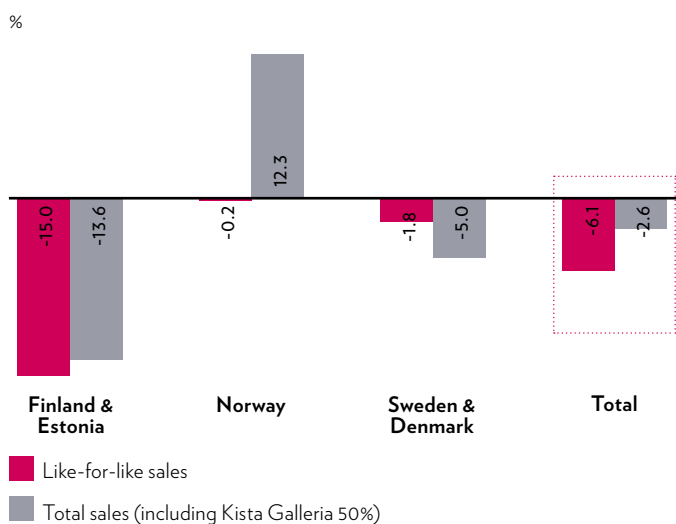 %
-15.0
-13.6
-0.2
12.3
-1.8
-5.0
-6.1
-2.6
Finland &
Estonia
Norway
Sweden &
Denmark
Total
Like-for-like sales
Total sales (including Kista Galleria 50%)